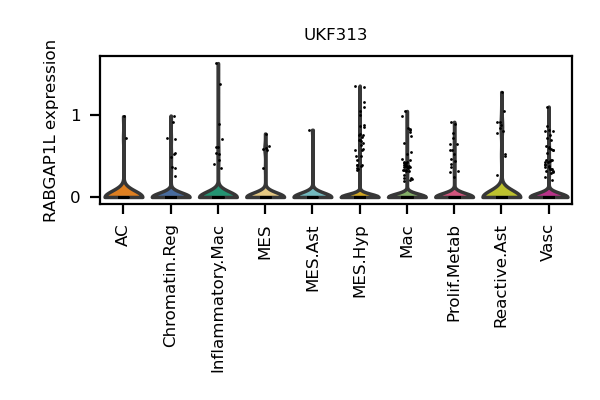 UKF313
RABGAP1L expression
1
0
AC
Chromatin.Reg
Inflammatory.Mac
MES
MES.Ast
MES.Hyp
Mac
Prolif.Metab
Reactive.Ast
Vasc